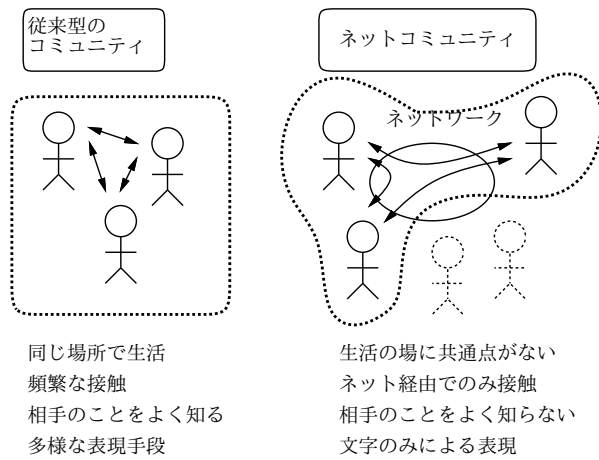 従来型の
コミュニティ
ネットコミュニティ
ネットワーク
同じ場所で生活
頻繁な接触
相手のことをよく知る
多様な表現手段
生活の場に共通点がない
ネット経由でのみ接触
相手のことをよく知らない
文字のみによる表現